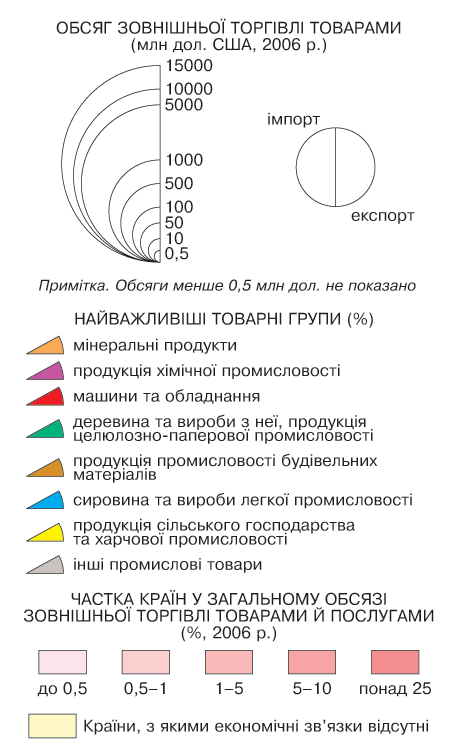 ОБСЯГ ЗОВНІШНЬОЇ ТОРГІВЛІ ТОВАРАМИ
(млн дол. США, 2006 р.)
15000
10000
5000
1000
500
100
50
10
0,5
імпорт
експорт
Примітка. Обсяги менше 0,5 млн дол. не показано
НАЙВАЖЛИВІШІ ТОВАРНІ ГРУПИ (%)
мінеральні продукти
продукція хімічної промисловості
машини та обладнання
деревина та вироби з неї, продукція
целюлозно-паперової промисловості
продукція промисловості будівельних
матеріалів
сировина та вироби легкої промисловості
продукція сільського господарства
та харчової промисловості
інші промислові товари
ЧАСТКА КРАЇН У ЗАГАЛЬНОМУ ОБСЯЗІ
ЗОВНІШНЬОЇ ТОРГІВЛІ ТОВАРАМИ Й ПОСЛУГАМИ
(%, 2006 р.)
до 0,5 0,5–1 1–5 5–10 понад 25
Країни, з якими економічні зв’язки відсутні